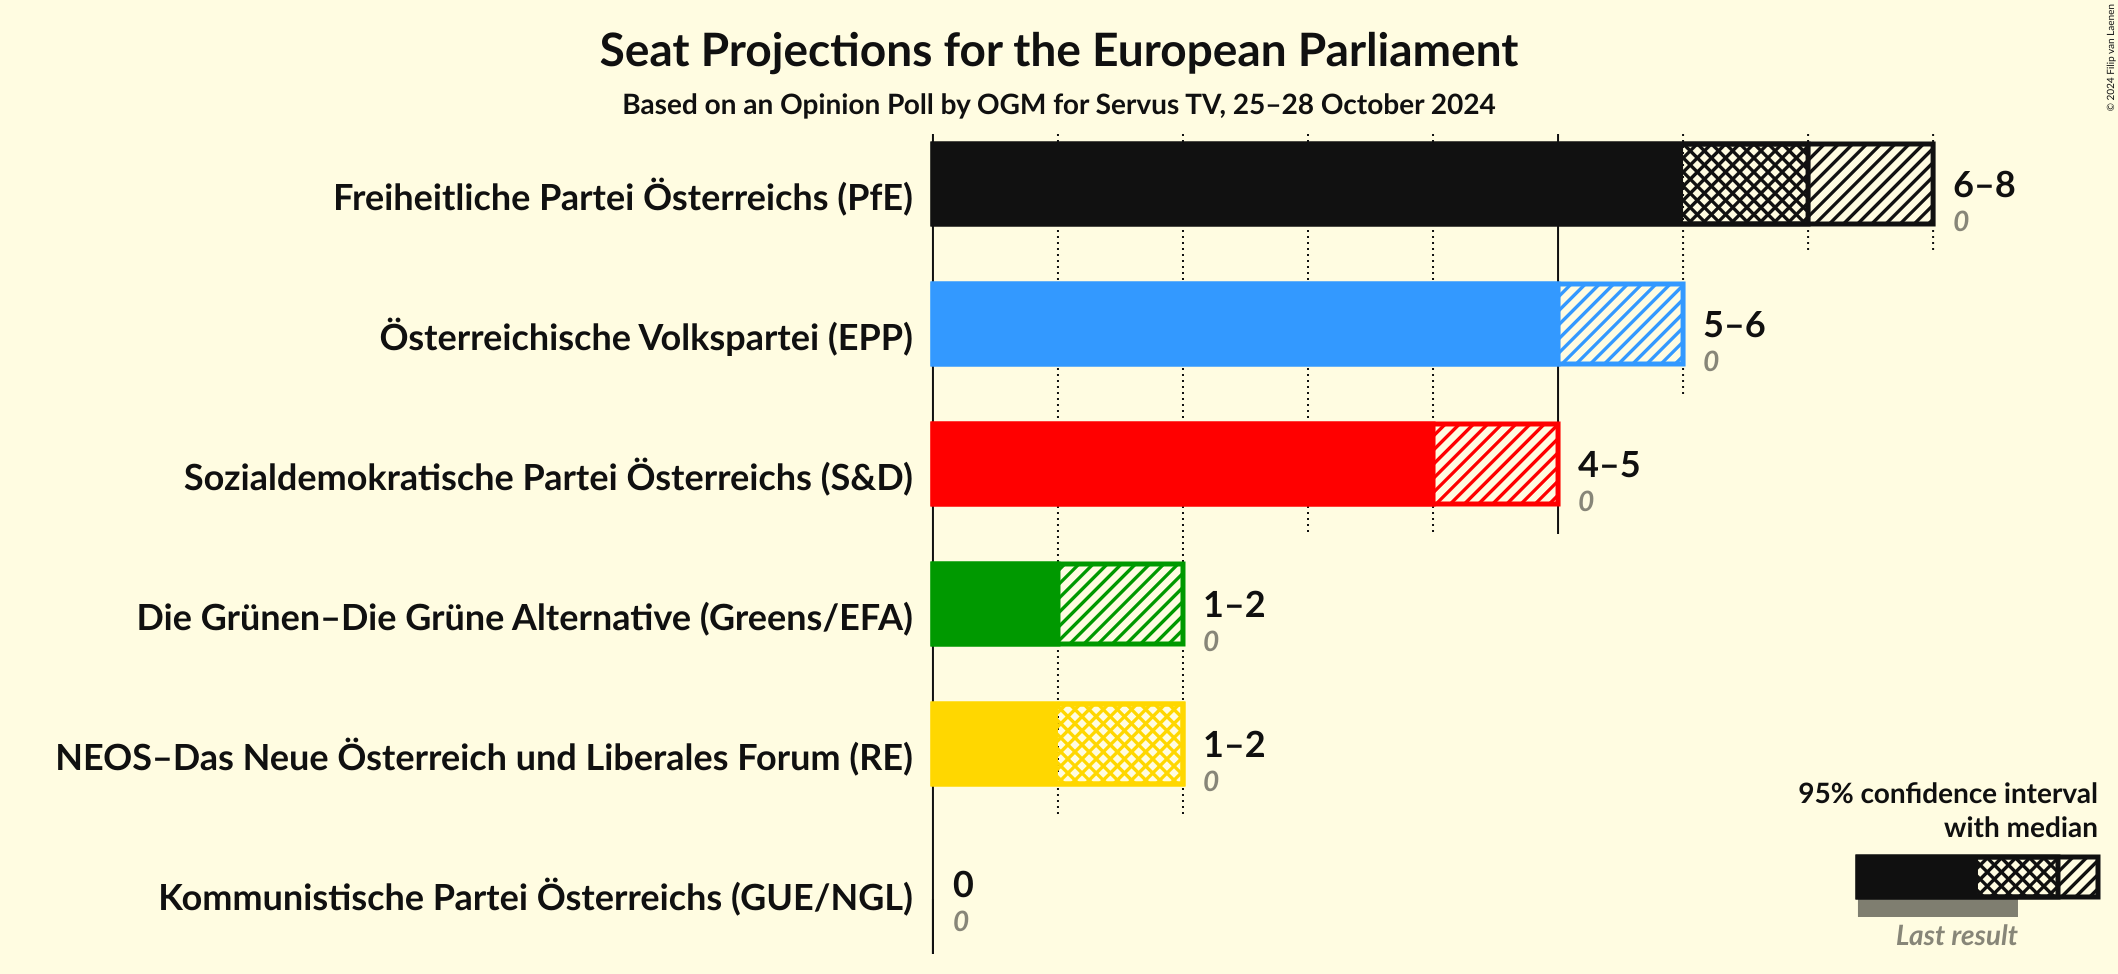 Seat Projections for the European Parliament
Based on an Opinion Poll by OGM for Servus TV, 25–28 October 2024
© 2024 Filip van Laenen
Freiheitliche Partei Österreichs (PfE)
6–8
0
Österreichische Volkspartei (EPP)
5–6
0
Sozialdemokratische Partei Österreichs (S&D)
4–5
0
Die Grünen–Die Grüne Alternative (Greens/EFA)
1–2
0
NEOS–Das Neue Österreich und Liberales Forum (RE)
1–2
0
Kommunistische Partei Österreichs (GUE/NGL)
0
0
95% confidence interval
with median
Last result